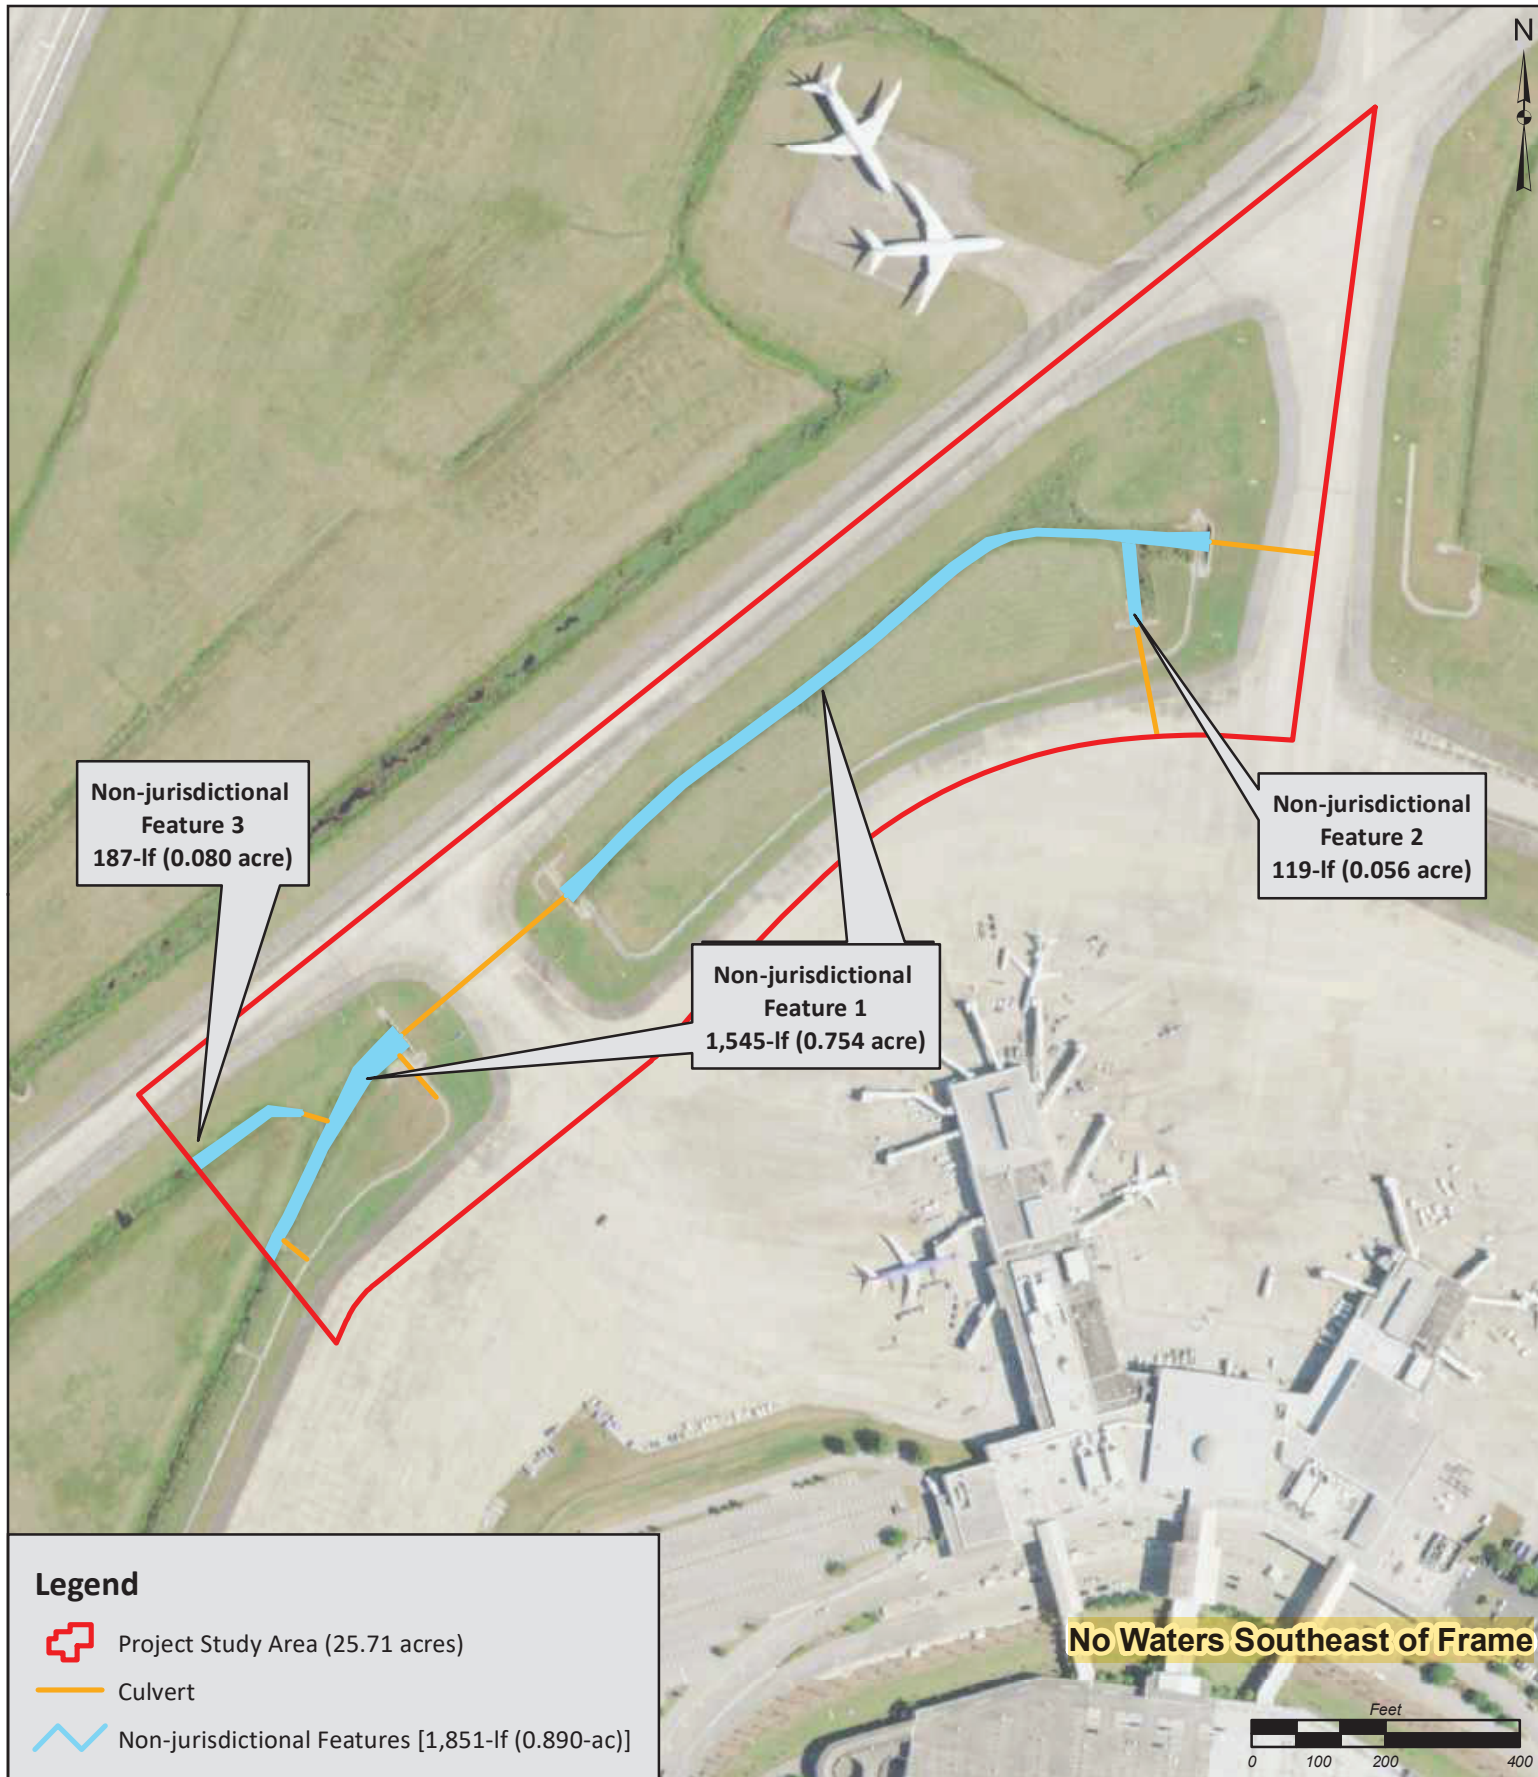 N
Non-jurisdictional
Feature 3
187-lf (0.080 acre)
Non-jurisdictional
Feature 2
119-lf (0.056 acre)
Non-jurisdictional
Feature 1
1,545-lf (0.754 acre)
Legend
Project Study Area (25.71 acres)
Culvert
Non-jurisdictional Features [1,851-lf (0.890-ac)]
No Waters Southeast of Frame
Feet
0 100 200 400